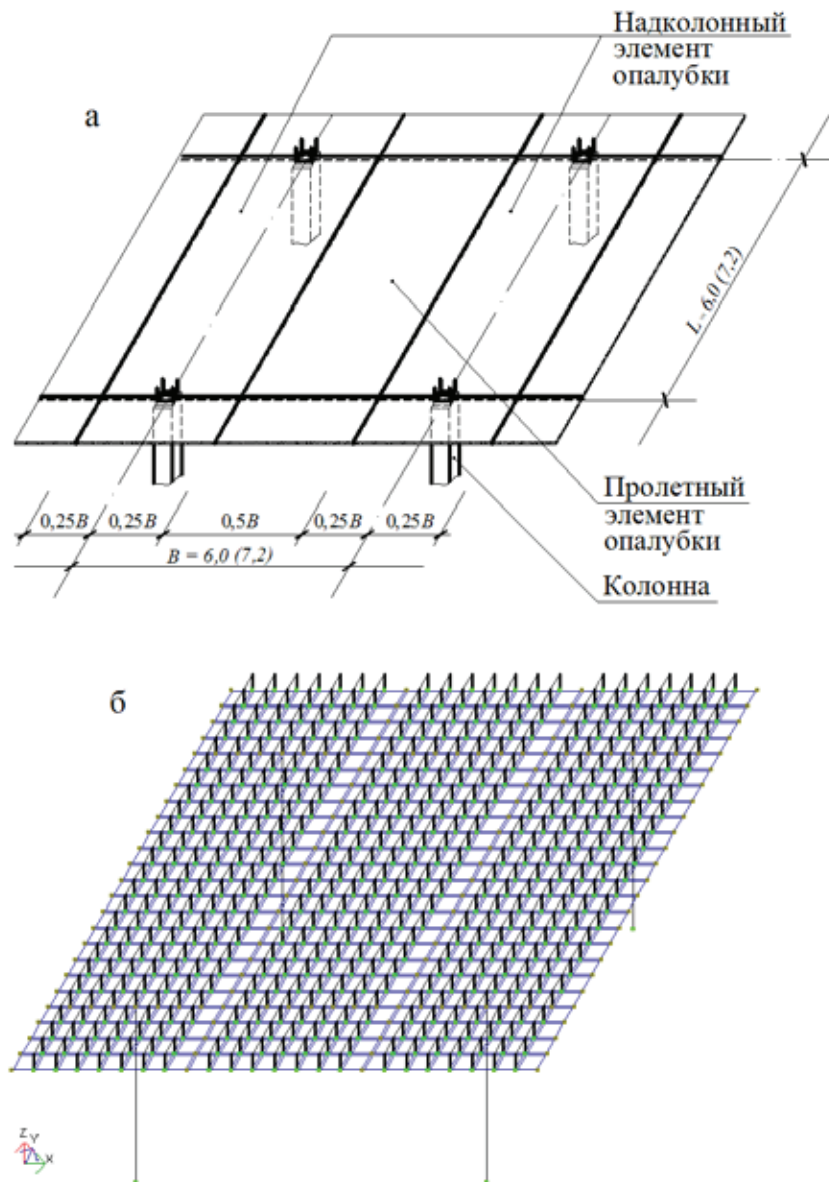 Надколонный
элемент
опалубки
а
L - 6,0 (7,2)
0,25B 0,25B 0,5B 0,25B 0,25B
B = 6,0 (7,2)
Пролетный
элемент
опалубки
Колонна
б
Z Y
X